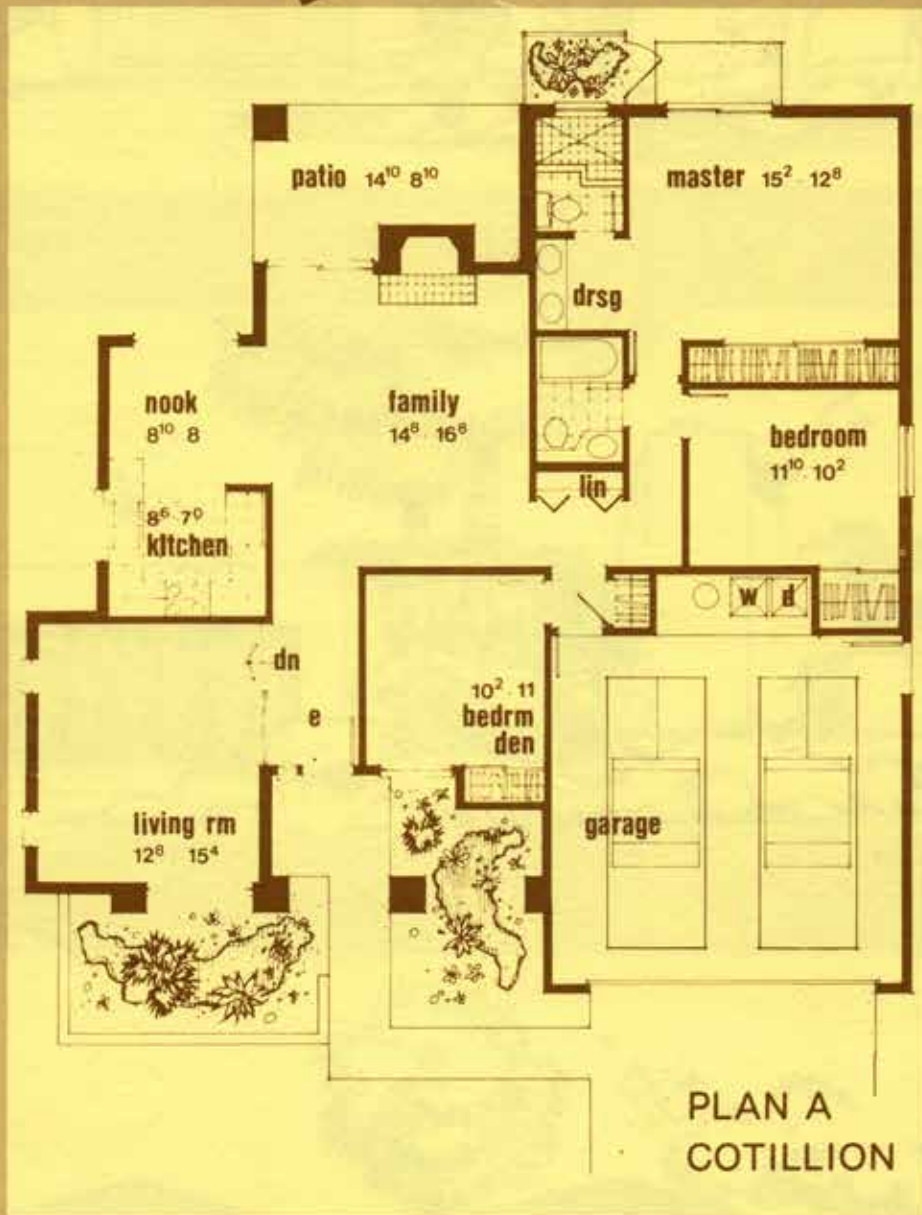 patio 14¹⁰ 8¹⁰
master 15² · 12⁸
drsg
nook
8¹⁰ 8
family
14⁸ · 16⁸
bedroom
11¹⁰ · 10²
lin
8⁶ · 7⁰
kitchen
w d
dn
e
10² · 11
bedrm
den
living rm
12⁸ 15⁴
garage
PLAN A
COTILLION